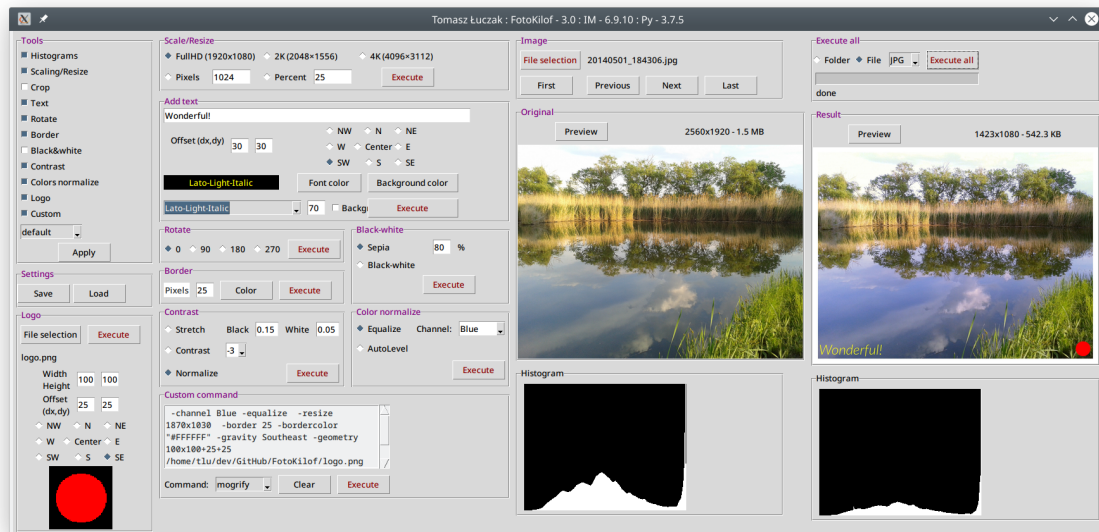 Tomasz Łuczak : FotoKilof - 3.0 : IM - 6.9.10 : Py - 3.7.5
Tools
Histograms
Scaling/Resize
Crop
Text
Rotate
Border
Black&white
Contrast
Colors normalize
Logo
Custom
default
Apply
Settings
Save Load
Logo
File selection Execute
logo.png
Width
Height
100 100
Offset
(dx,dy)
25 25
NW N NE
W Center E
SW S SE
Scale/Resize
FullHD (1920x1080) 2K (2048×1556) 4K (4096×3112)
Pixels 1024 Percent 25 Execute
Add text
Wonderful!
Offset (dx,dy) 30 30
NW N NE
W Center E
SW S SE
Lato-Light-Italic Font color Background color
Lato-Light-Italic 70 Backgr Execute
Rotate
0 90 180 270 Execute
Border
Pixels 25 Color Execute
Black-white
Sepia 80 %
Black-white
Execute
Contrast
Stretch Black 0.15 White 0.05
Contrast -3
Normalize Execute
Color normalize
Equalize Channel: Blue
AutoLevel
Execute
Custom command
-channel Blue -equalize -resize
1870x1030 -border 25 -bordercolor
"#FFFFFF" -gravity Southeast -geometry
100x100+25+25
/home/tlu/dev/GitHub/FotoKilof/logo.png
Command: mogrify Clear Execute
Image
File selection 20140501_184306.jpg
First Previous Next Last
Original
Preview 2560x1920 - 1.5 MB
Histogram
Execute all
Folder File JPG Execute all
done
Result
Preview 1423x1080 - 542.3 KB
Wonderful!
Histogram